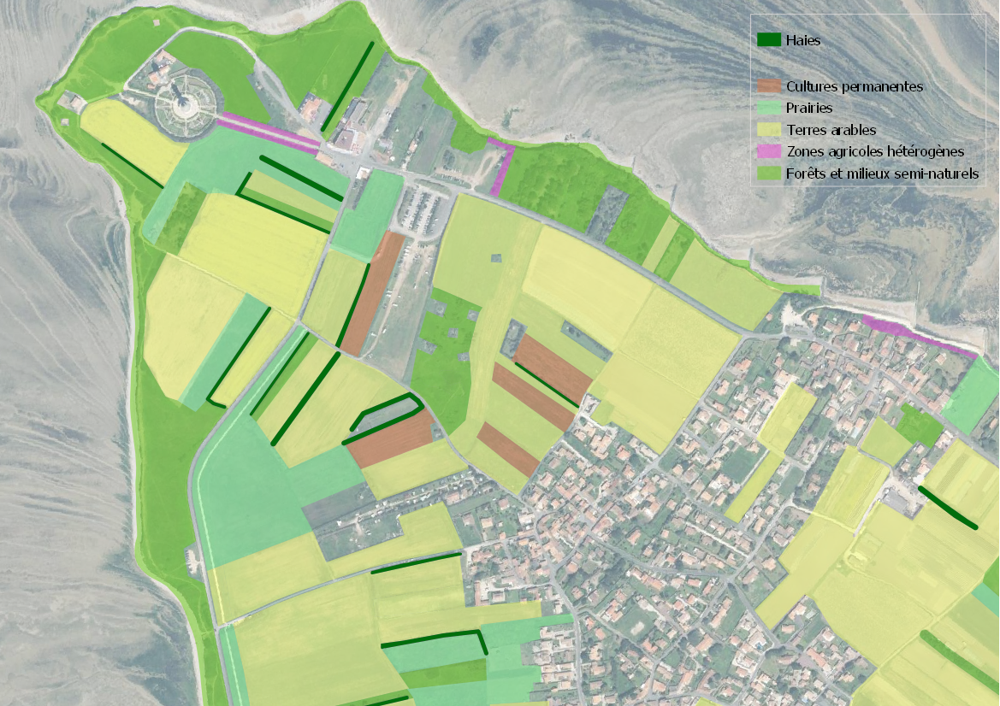 Haies
Cultures permanentes
Prairies
Terres arables
Zones agricoles hétérogènes
Forêts et milieux semi-naturels